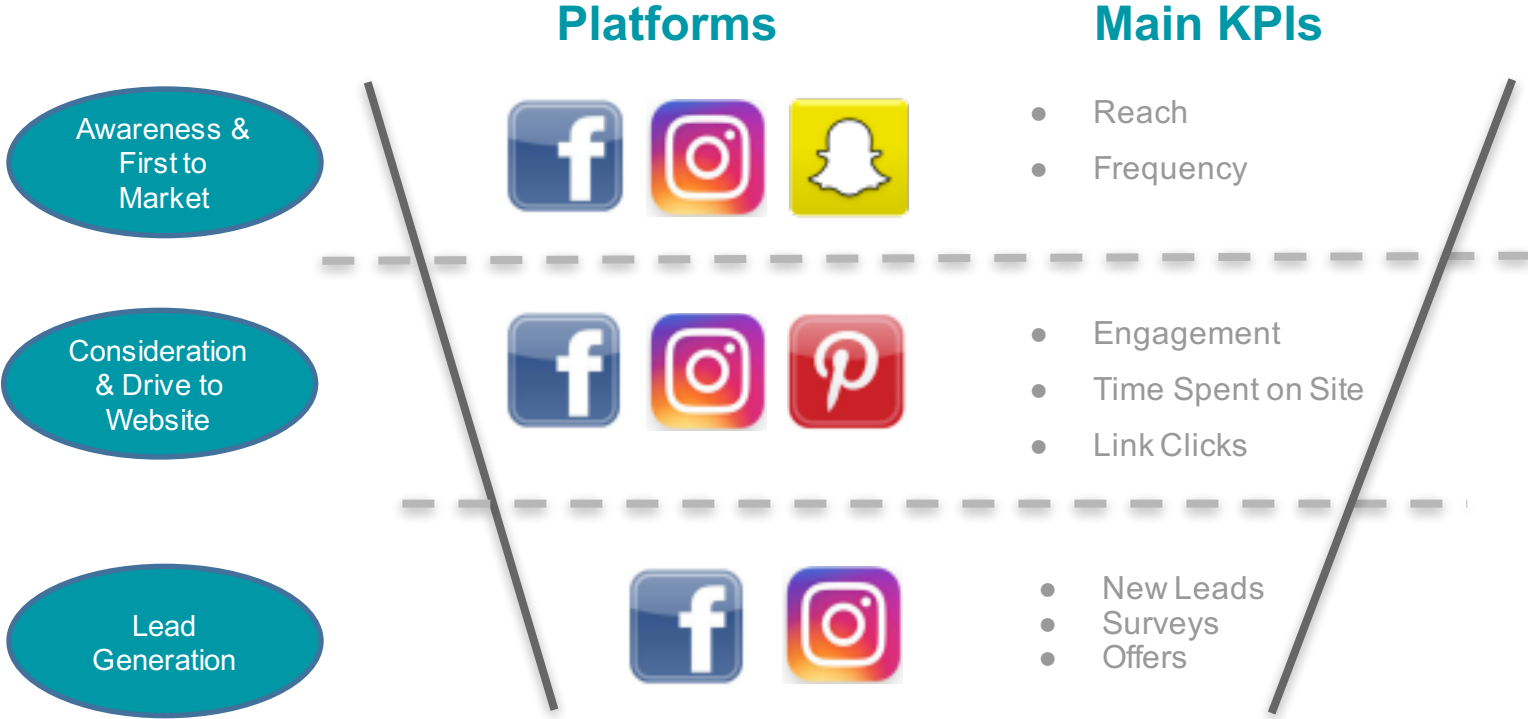 Platforms
Main KPIs
Awareness &
First to
Market
● Reach
● Frequency
Consideration
& Drive to
Website
● Engagement
● Time Spent on Site
● Link Clicks
Lead
Generation
● New Leads
● Surveys
● Offers